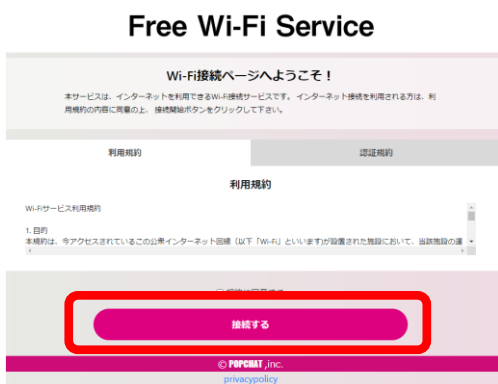 Free Wi-Fi Service
Wi-Fi接続ページへようこそ！
本サービスは、インターネットを利用できるWi-Fi接続サービスです。 インターネット接続を利用される方は、利
用規約の内容に同意の上、 接続開始ボタンをクリックして下さい。
利用規約
認証規約
利用規約
Wi-Fiサービス利用規約
1. 目的
本規約は、今アクセスされているこの公衆インターネット回線（以下「Wi-Fi」といいます)が設置された施設において、当該施設の運
接続する
© POPCHAT ,inc.
privacypolicy